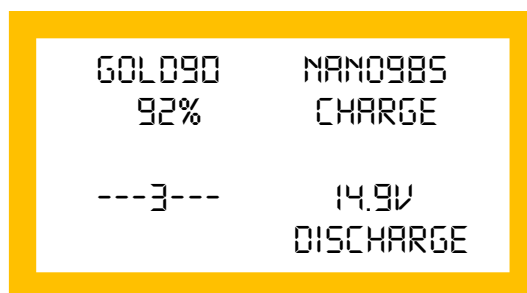 GOLD90 NANO985
92% CHARGE
---3--- 14.9V
DISCHARGE